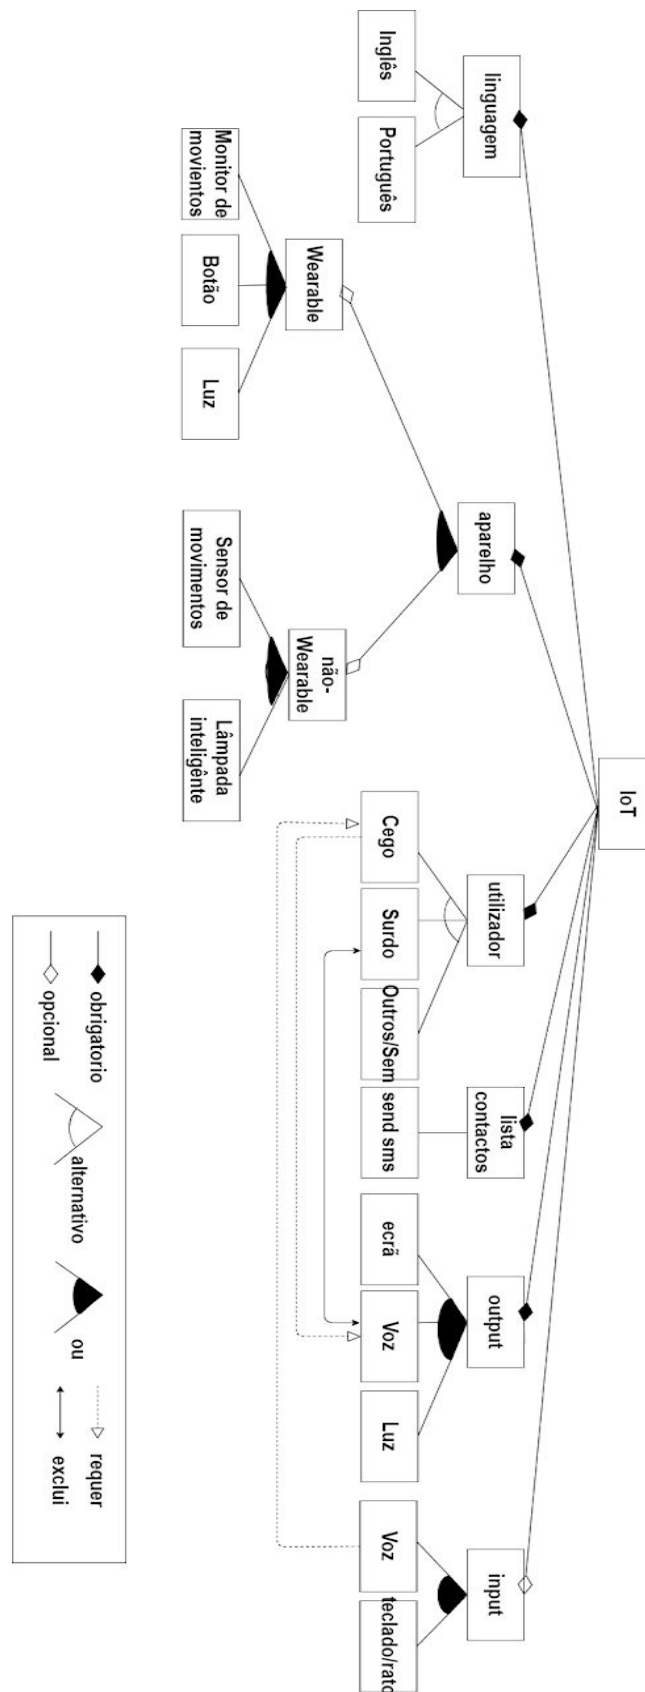 IoT
linguagem
aparelho
utilizador
lista
contactos
output
input
Inglês
Português
Wearable
não-
Wearable
Cego
Surdo
Outros/Sem
send sms
ecrã
Voz
Luz
Voz
teclado/rato
Monitor de
movientos
Botão
Luz
Sensor de
movimentos
Lâmpada
inteligênte
obrigatorio
opcional
alternativo
ou
requer
exclui